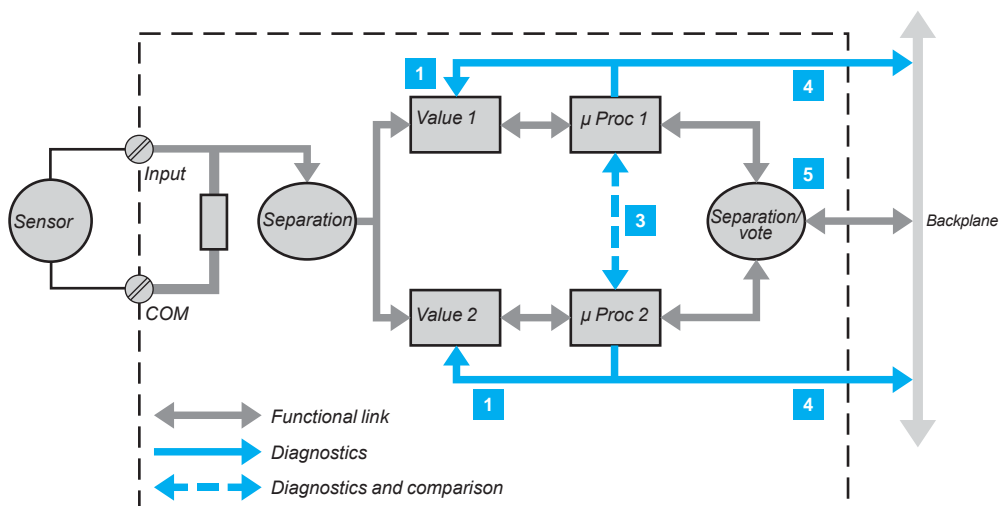 1
4
Value 1
µ Proc 1
Input
5
Sensor
Separation
3
Separation/
vote
Backplane
COM
Value 2
µ Proc 2
1
4
Functional link
Diagnostics
Diagnostics and comparison